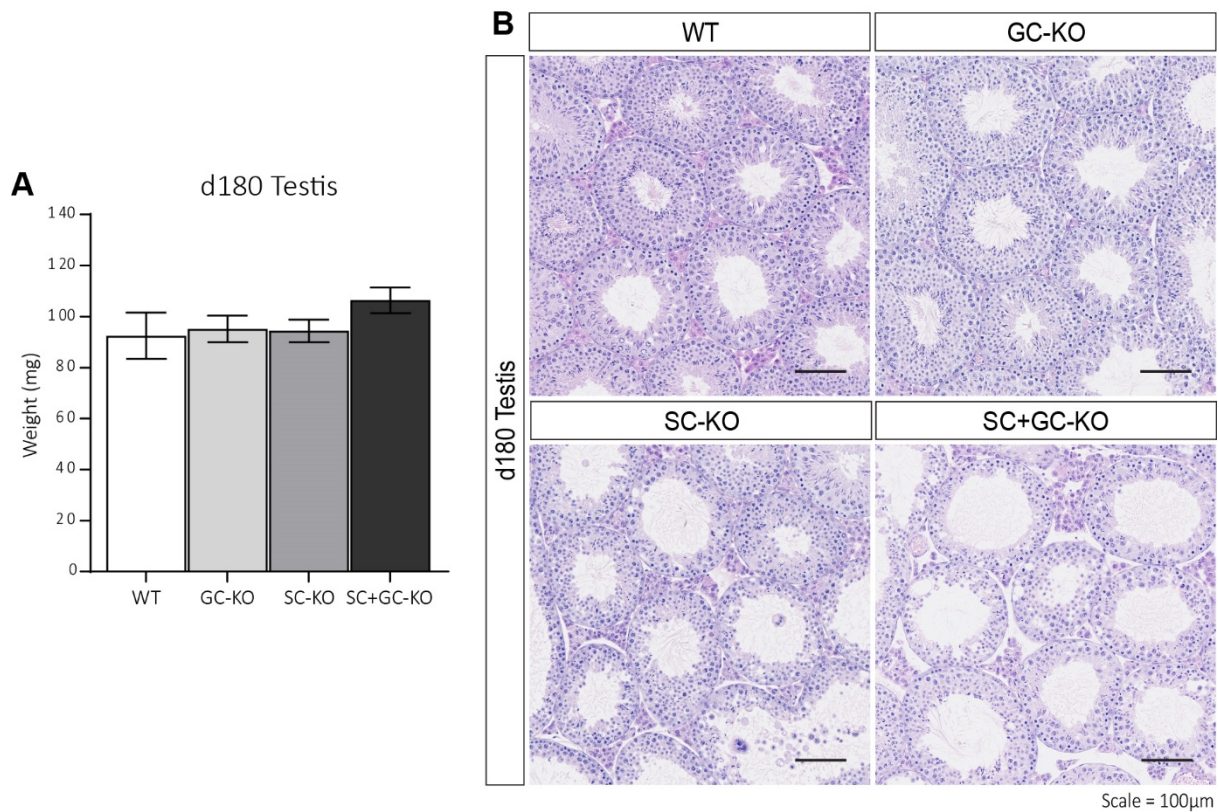 A
d180 Testis
Weight (mg)
140
120
100
80
60
40
20
0
WT
GC-KO
SC-KO
SC+GC-KO
B
WT
GC-KO
d180 Testis
SC-KO
SC+GC-KO
Scale = 100µm